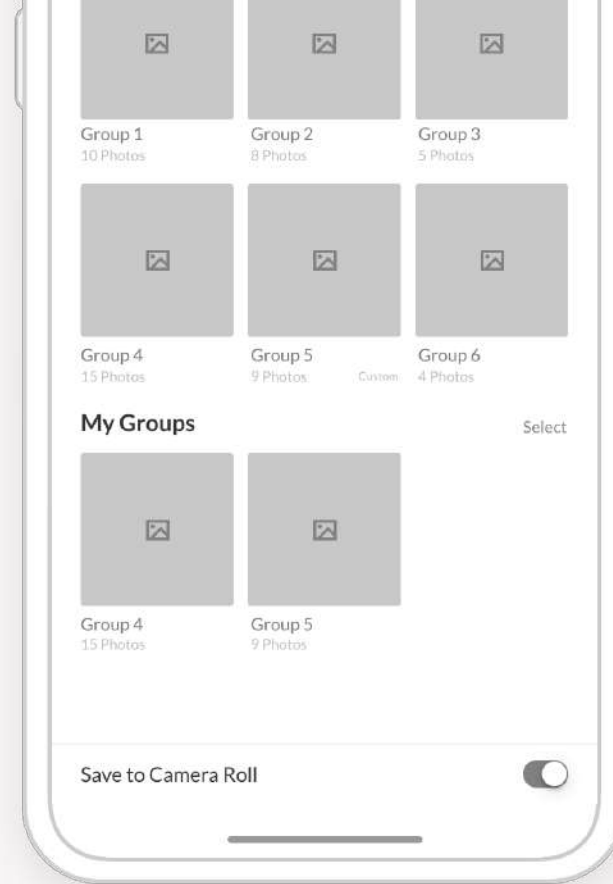 Group 1 Group 2 Group 3
10 Photos 8 Photos 5 Photos
Group 4 Group 5 Group 6
15 Photos 9 Photos Custom 4 Photos
My Groups Select
Group 4 Group 5
15 Photos 9 Photos
Save to Camera Roll